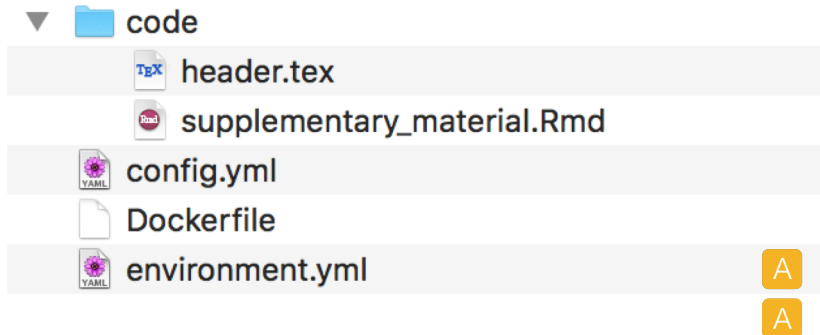 code
TEX header.tex
Rmd supplementary_material.Rmd
YAML config.yml
Dockerfile
YAML environment.yml A
A